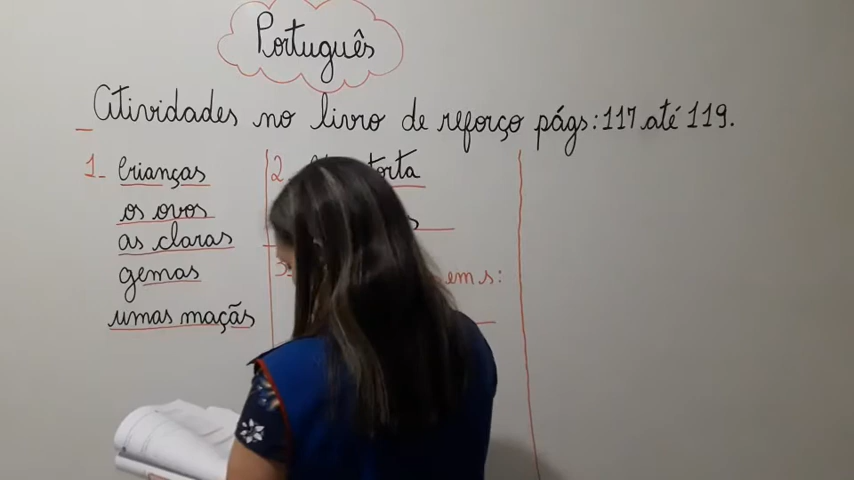 Português
Atividades no livro de reforço págs: 117 até 119.
1- Crianças
os ovos
as claras
gemas
umas maçãs
2
torta
s
3-
em s: